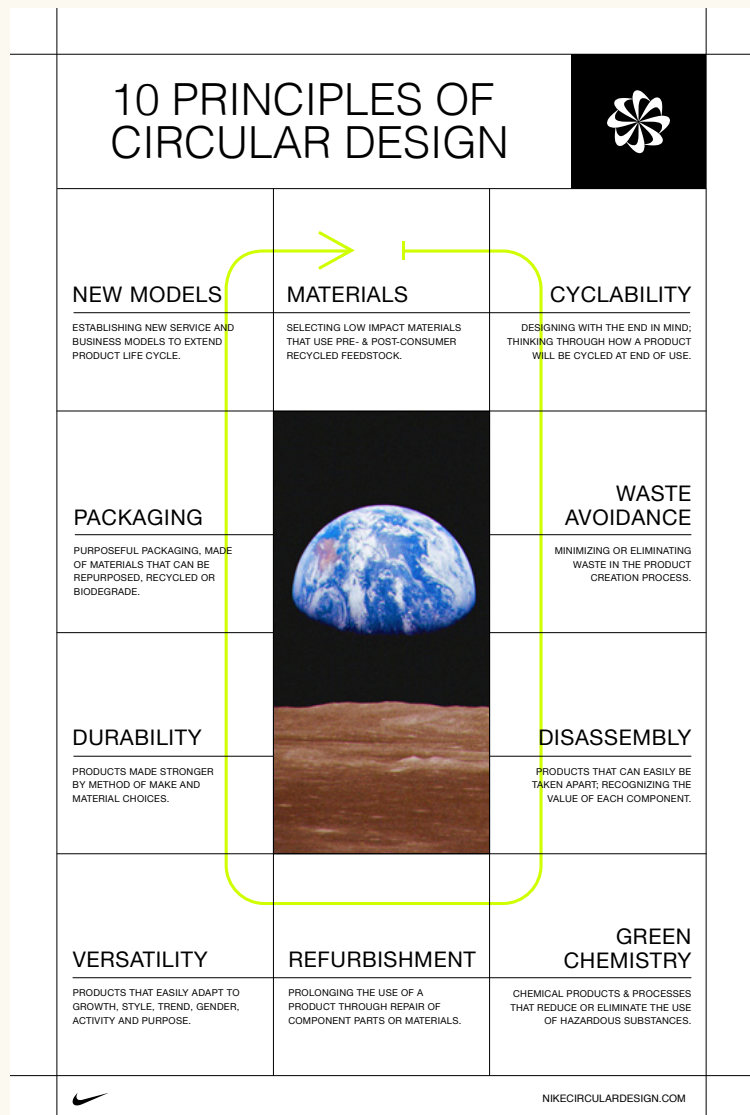 10 PRINCIPLES OF
CIRCULAR DESIGN
NEW MODELS
ESTABLISHING NEW SERVICE AND
BUSINESS MODELS TO EXTEND
PRODUCT LIFE CYCLE.
MATERIALS
SELECTING LOW IMPACT MATERIALS
THAT USE PRE- & POST-CONSUMER
RECYCLED FEEDSTOCK.
CYCLABILITY
DESIGNING WITH THE END IN MIND;
THINKING THROUGH HOW A PRODUCT
WILL BE CYCLED AT END OF USE.
PACKAGING
PURPOSEFUL PACKAGING, MADE
OF MATERIALS THAT CAN BE
REPURPOSED, RECYCLED OR
BIODEGRADE.
WASTE
AVOIDANCE
MINIMIZING OR ELIMINATING
WASTE IN THE PRODUCT
CREATION PROCESS.
DURABILITY
PRODUCTS MADE STRONGER
BY METHOD OF MAKE AND
MATERIAL CHOICES.
DISASSEMBLY
PRODUCTS THAT CAN EASILY BE
TAKEN APART; RECOGNIZING THE
VALUE OF EACH COMPONENT.
VERSATILITY
PRODUCTS THAT EASILY ADAPT TO
GROWTH, STYLE, TREND, GENDER,
ACTIVITY AND PURPOSE.
REFURBISHMENT
PROLONGING THE USE OF A
PRODUCT THROUGH REPAIR OF
COMPONENT PARTS OR MATERIALS.
GREEN
CHEMISTRY
CHEMICAL PRODUCTS & PROCESSES
THAT REDUCE OR ELIMINATE THE USE
OF HAZARDOUS SUBSTANCES.
NIKECIRCULARDESIGN.COM